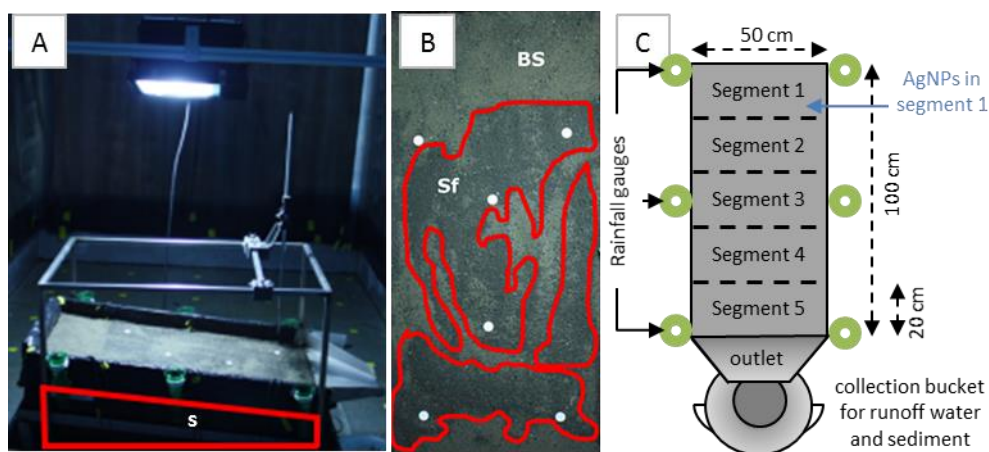 A
s
B
BS
Sf
C
50 cm
Rainfall gauges
Segment 1
Segment 2
Segment 3
Segment 4
Segment 5
AgNPs in
segment 1
100 cm
20 cm
outlet
collection bucket
for runoff water
and sediment